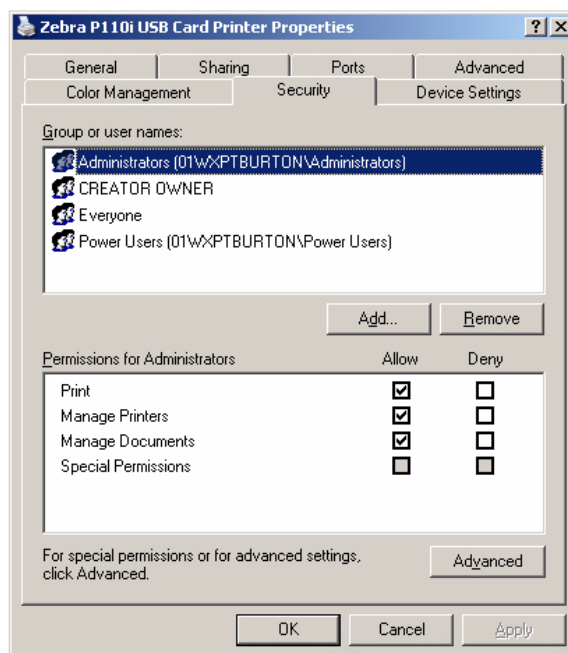 Zebra P110i USB Card Printer Properties
General Sharing Ports Advanced
Color Management Security Device Settings
Group or user names:
Administrators (01WXPTBURTON\Administrators)
CREATOR OWNER
Everyone
Power Users (01WXPTBURTON\Power Users)
Add... Remove
Permissions for Administrators Allow Deny
Print
Manage Printers
Manage Documents
Special Permissions
For special permissions or for advanced settings,
click Advanced.
Advanced
OK Cancel Apply